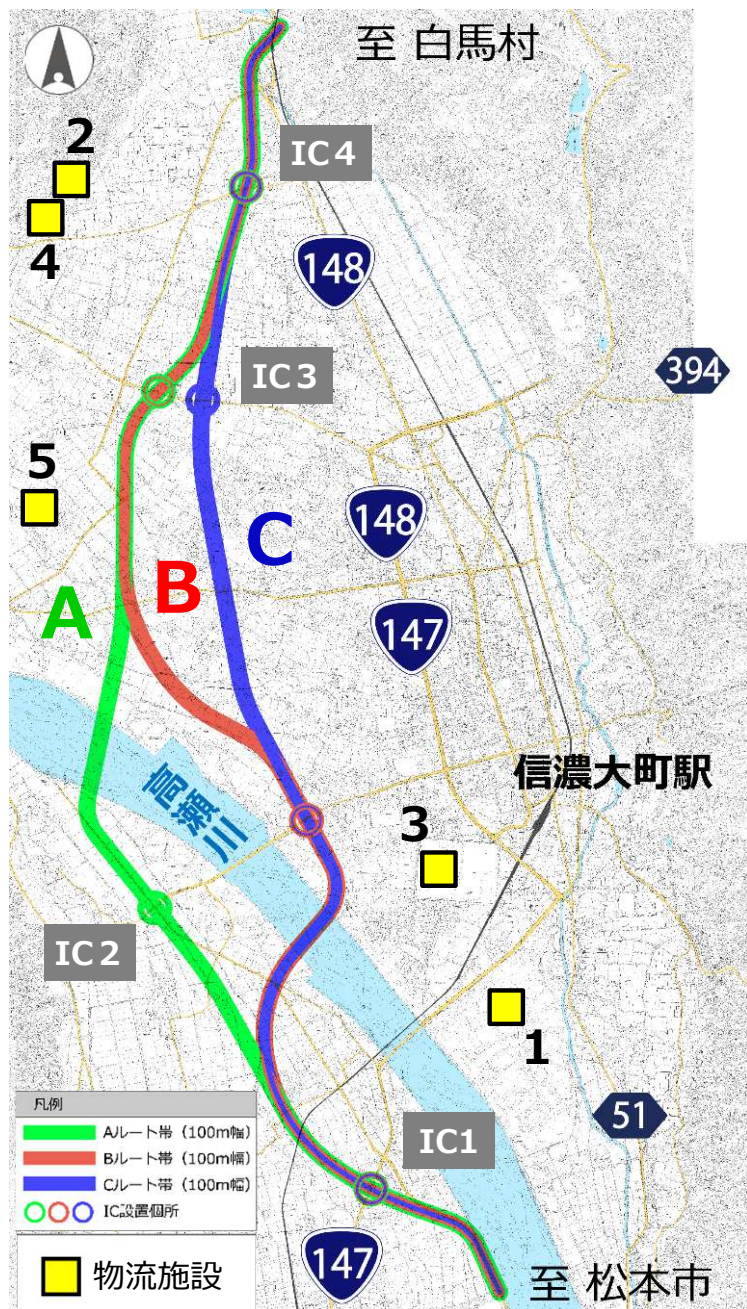 至 白馬村
IC4
2
4
148
IC3
394
5
148
C
B
A
147
信濃大町駅
高瀬川
3
IC2
1
凡例
Aルート帯（100m幅）
Bルート帯（100m幅）
Cルート帯（100m幅）
IC設置個所
51
IC1
147
物流施設
至 松本市